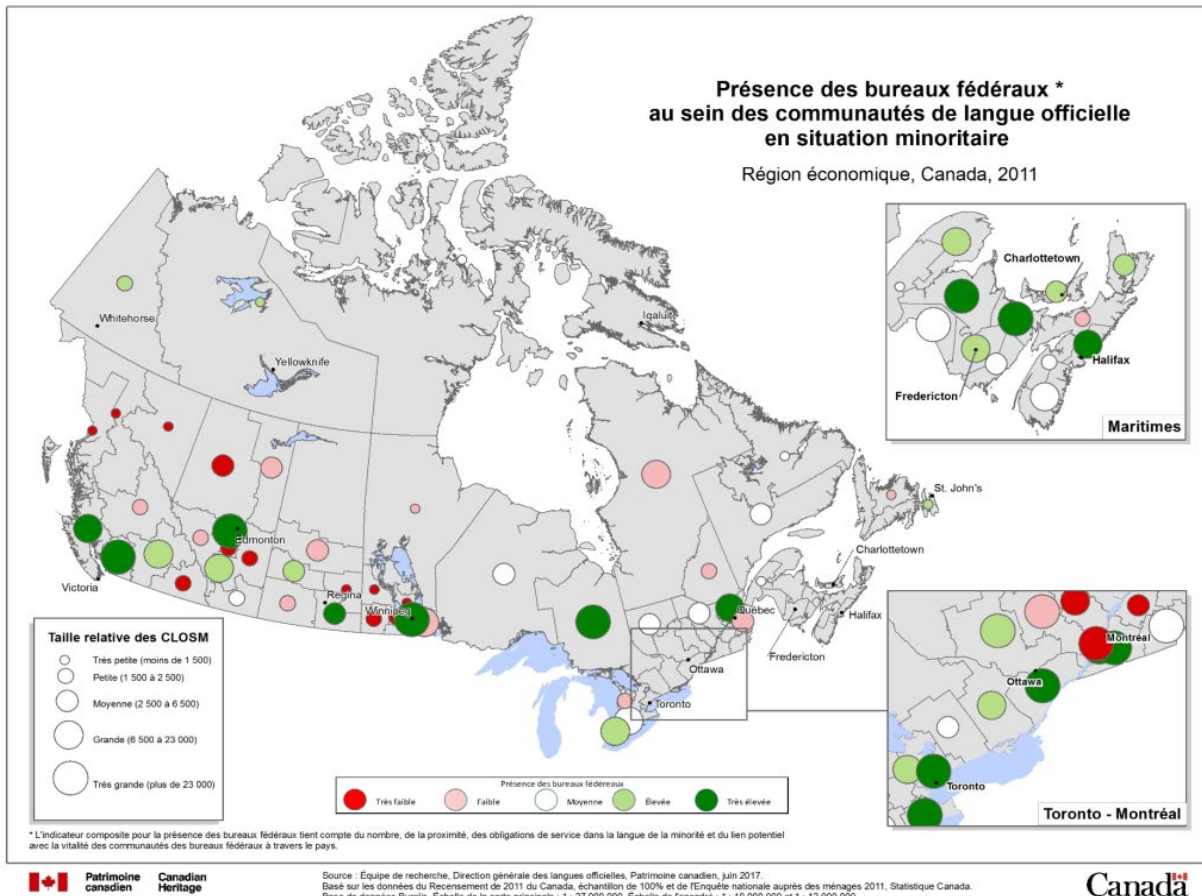 Présence des bureaux fédéraux *
au sein des communautés de langue officielle
en situation minoritaire
Région économique, Canada, 2011
Charlottetown
Halifax
Fredericton
Maritimes
Whitehorse
Yellowknife
Iqaluit
Edmonton
Victoria
Regina
Winnipeg
St. John's
Charlottetown
Québec
Halifax
Fredericton
Ottawa
Toronto
Montréal
Ottawa
Toronto
Toronto - Montréal
Taille relative des CLOSM
Très petite (moins de 1 500)
Petite (1 500 à 2 500)
Moyenne (2 500 à 6 500)
Grande (6 500 à 23 000)
Très grande (plus de 23 000)
Présence des bureaux fédéreaux
Très faible
Faible
Moyenne
Élevée
Très élevée
* L'indicateur composite pour la présence des bureaux fédéraux tient compte du nombre, de la proximité, des obligations de service dans la langue de la minorité et du lien potentiel
avec la vitalité des communautés des bureaux fédéraux à travers le pays.
Patrimoine canadien
Canadian Heritage
Source : Équipe de recherche, Direction générale des langues officielles, Patrimoine canadien, juin 2017.
Basé sur les données du Recensement de 2011 du Canada, échantillon de 100% et de l'Enquête nationale auprès des ménages 2011, Statistique Canada.
Canada